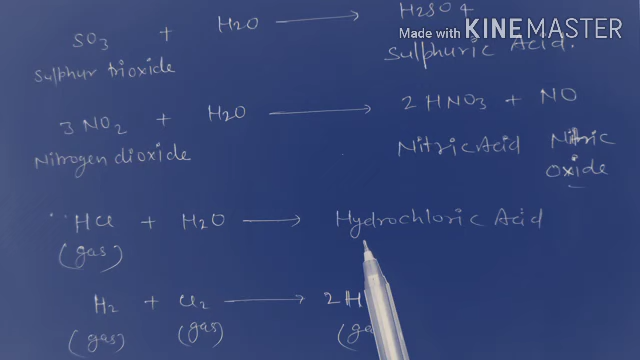 SO3 + H2O → H2SO4
Sulphur trioxide Sulphuric Acid.
Made with KINEMASTER
3 NO2 + H2O → 2 HNO3 + NO
Nitrogen dioxide Nitric Acid Nitric oxide
HCl + H2O → Hydrochloric Acid
(gas)
H2 + Cl2 → 2H
(gas) (gas) (ga